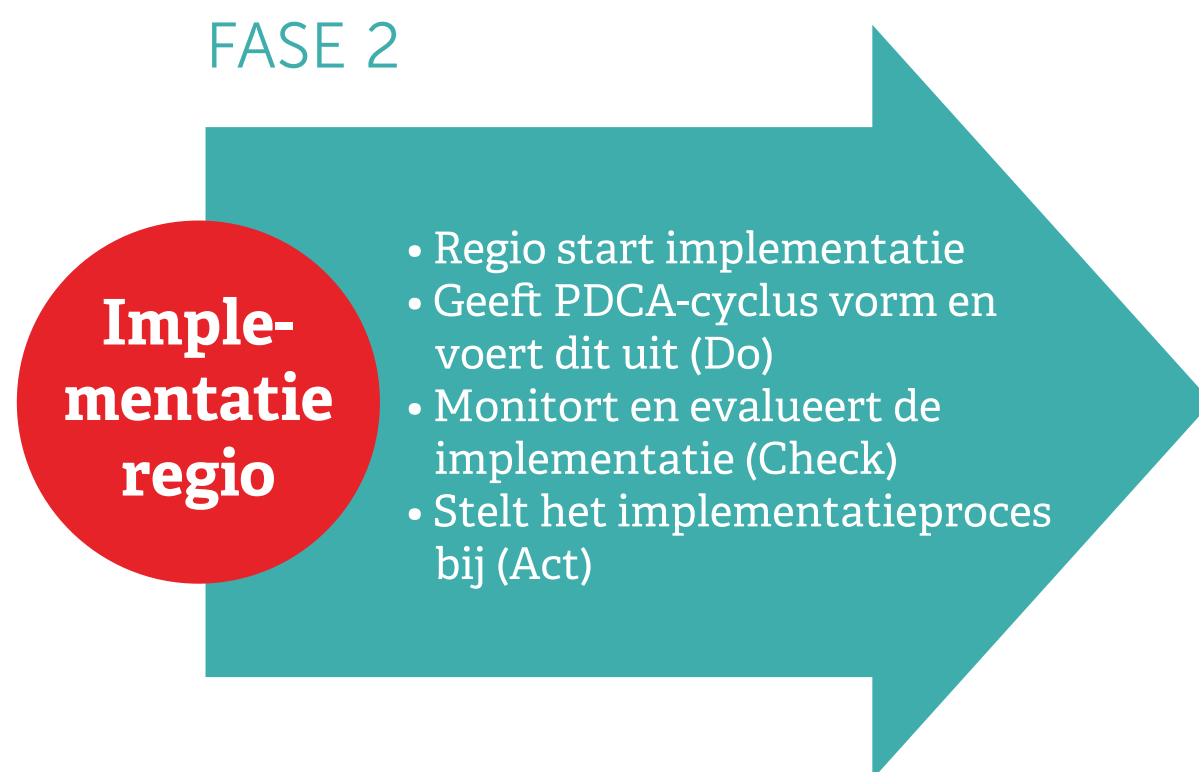 FASE 2
Imple-
mentatie
regio
• Regio start implementatie
• Geeft PDCA-cyclus vorm en
voert dit uit (Do)
• Monitort en evalueert de
implementatie (Check)
• Stelt het implementatieproces
bij (Act)